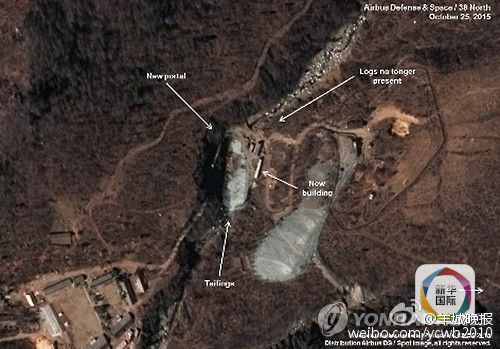 Airbus Defense & Space / 38 North
October 25, 2015
New portal
Logs no longer
present
New
building
Tailings
新华
国际
@羊城晚报
weibo.com/ycwb2010
Distribution Airbus DS / Spot Image, all rights reserved.